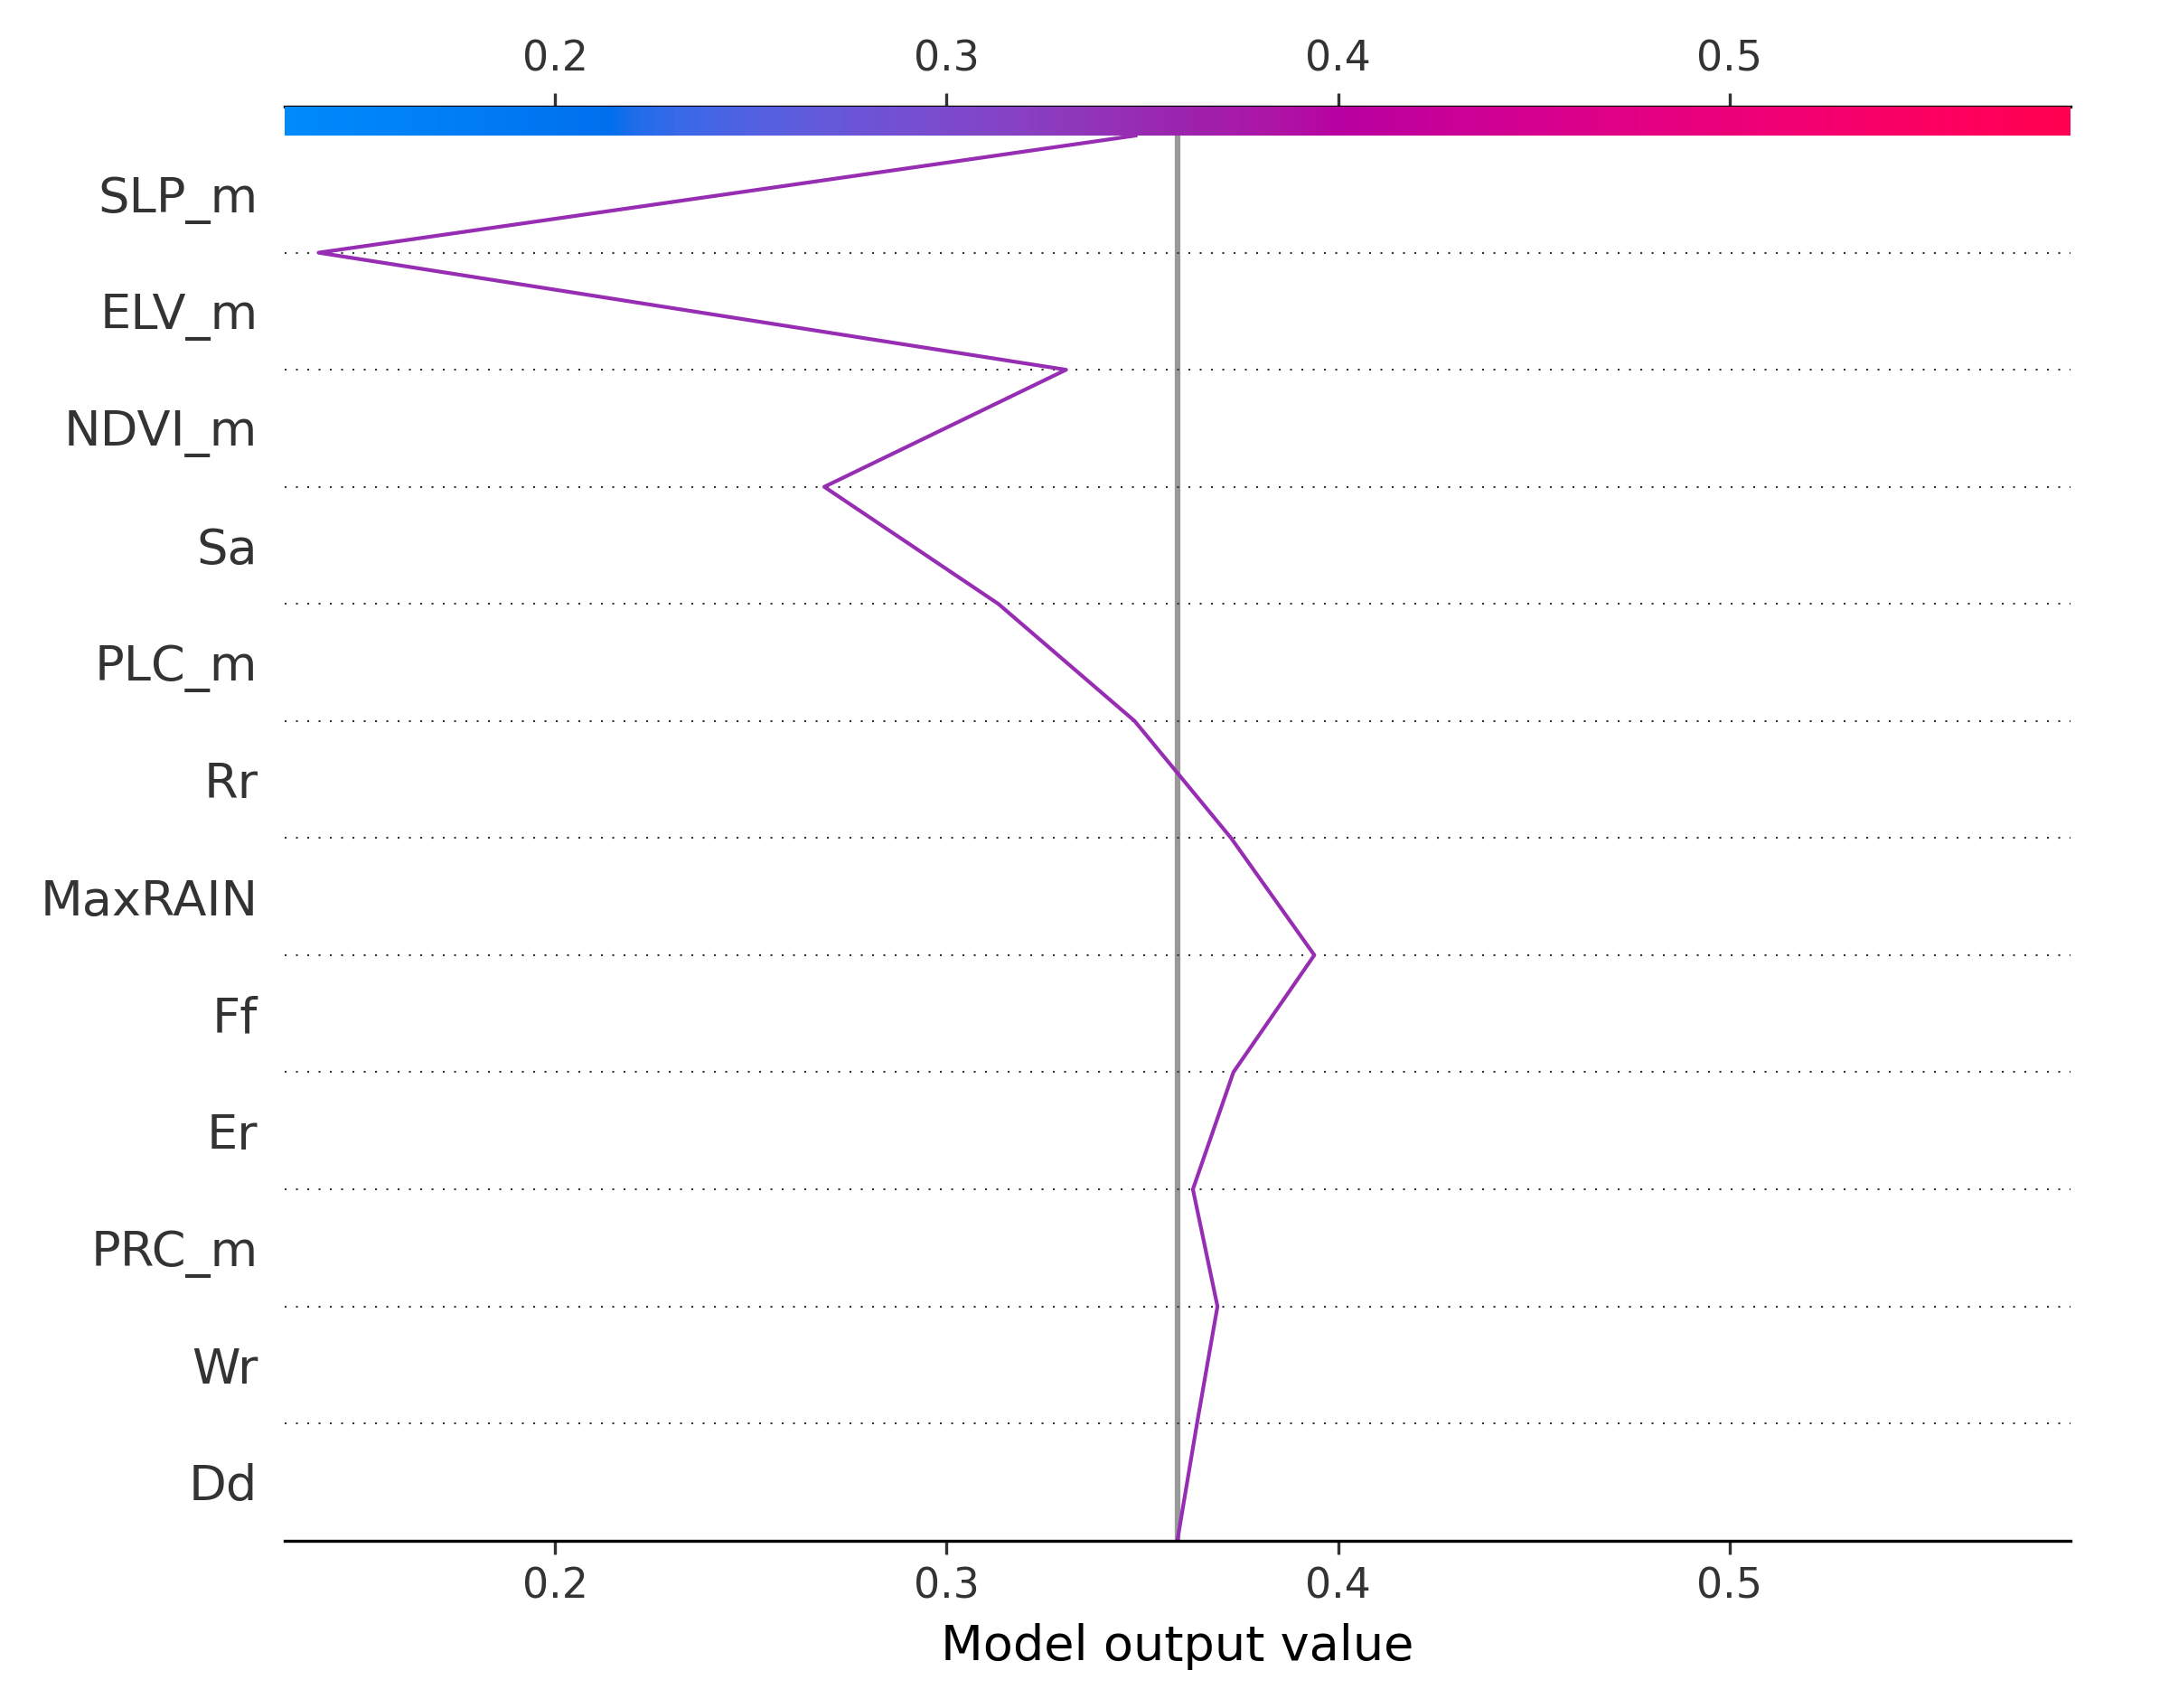 0.2 0.3 0.4 0.5
SLP_m
ELV_m
NDVI_m
Sa
PLC_m
Rr
MaxRAIN
Ff
Er
PRC_m
Wr
Dd
0.2 0.3 0.4 0.5
Model output value